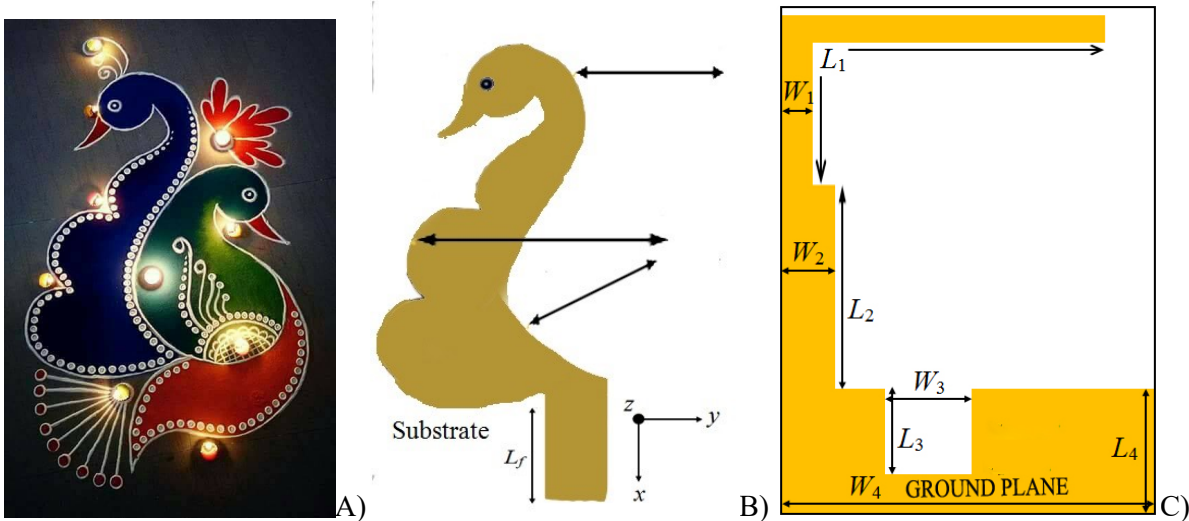 L1
W1
W2
L2
W3
Substrate
z
y
L3
L4
Lf
W4
GROUND PLANE
x
A)
B)
C)